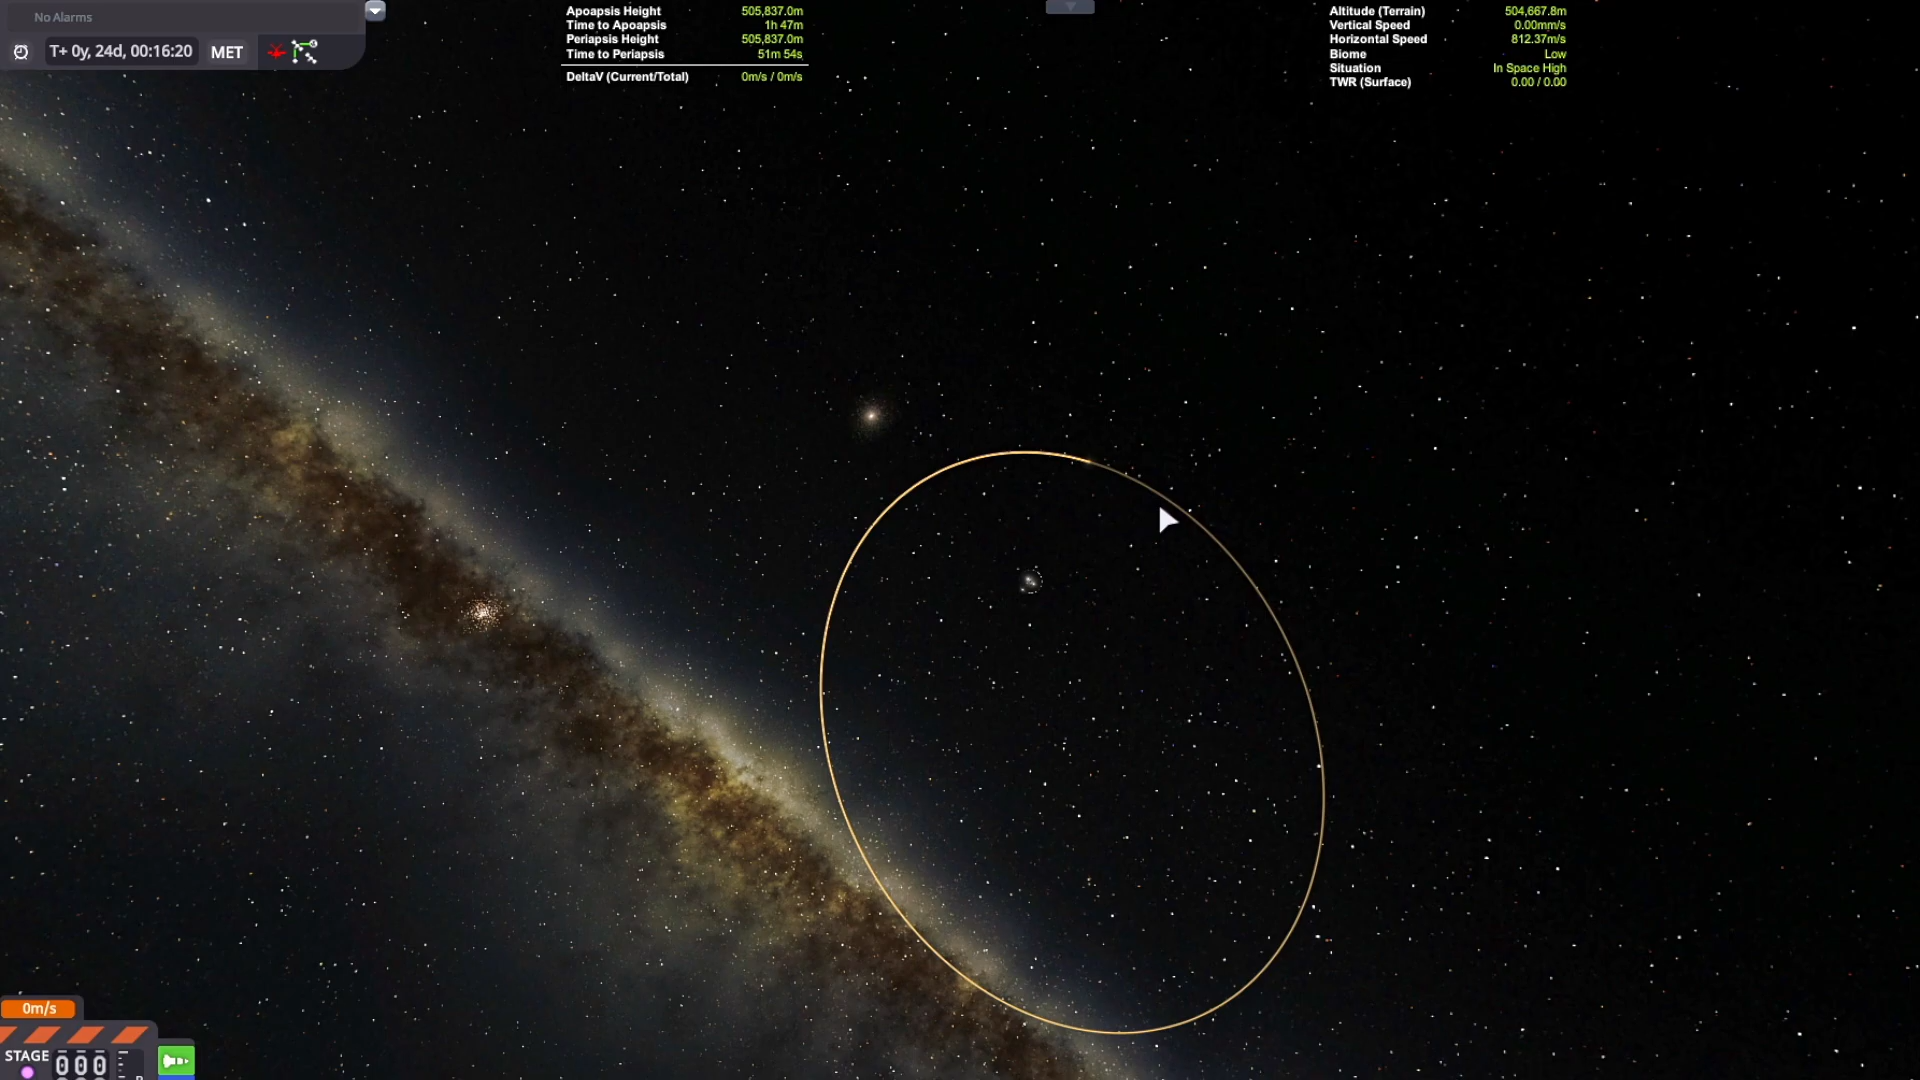 No Alarms
T+ 0y, 24d, 00:16:20 MET
Apoapsis Height 505,837.0m
Time to Apoapsis 1h 47m
Periapsis Height 505,837.0m
Time to Periapsis 51m 54s
DeltaV (Current/Total) 0m/s / 0m/s
Altitude (Terrain) 504,667.8m
Vertical Speed 0.00mm/s
Horizontal Speed 812.37m/s
Biome Low
Situation In Space High
TWR (Surface) 0.00 / 0.00
0m/s
STAGE 000